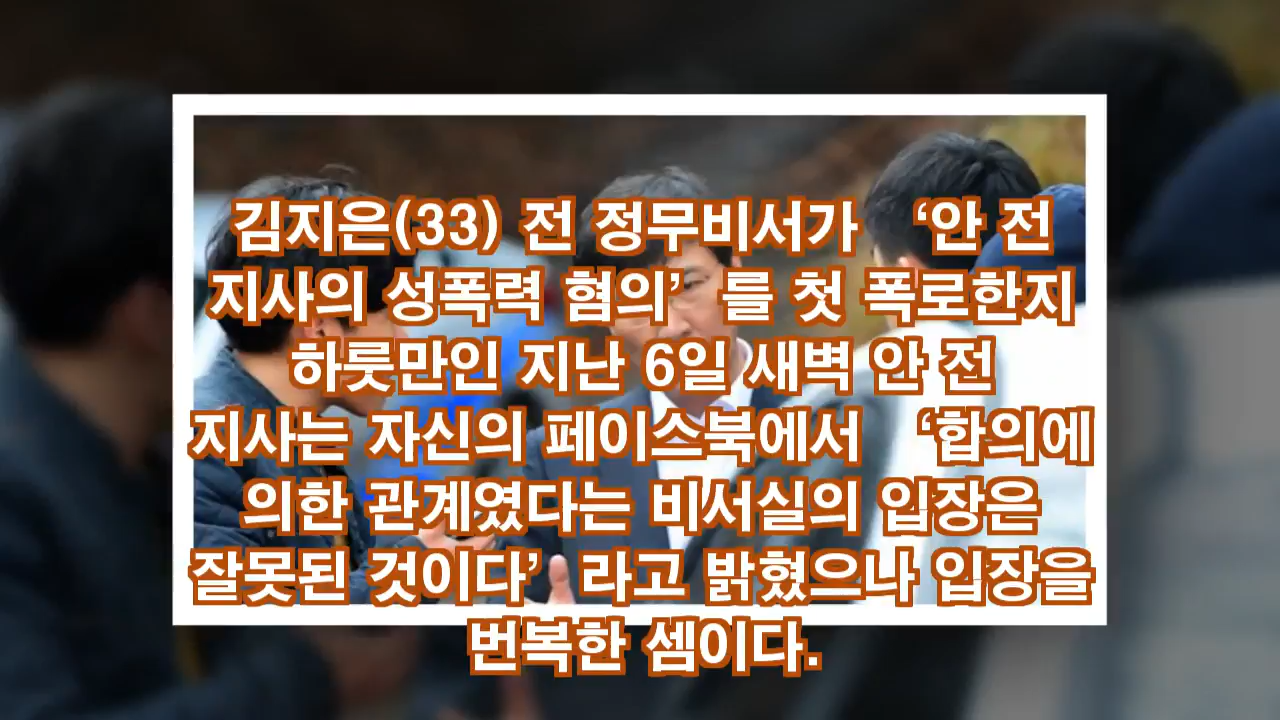 김지은(33) 전 정무비서가 ‘안 전
지사의 성폭력 혐의’ 를 첫 폭로한지
하룻만인 지난 6일 새벽 안 전
지사는 자신의 페이스북에서 ‘합의에
의한 관계였다는 비서실의 입장은
잘못된 것이다’ 라고 밝혔으나 입장을
번복한 셈이다.